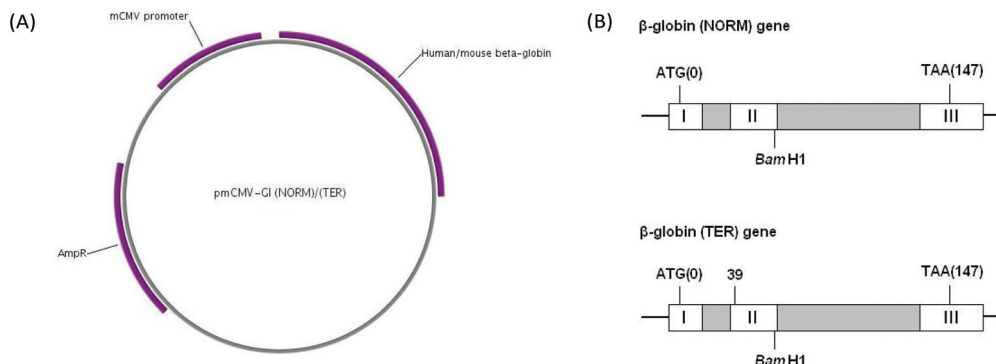 (A)
mCMV promoter
Human/mouse beta-globin
pmCMV-GI (NORM)/(TER)
AmpR
(B)
β-globin (NORM) gene
ATG(0) TAA(147)
I II III
BamH1
β-globin (TER) gene
ATG(0) 39 TAA(147)
I II III
BamH1